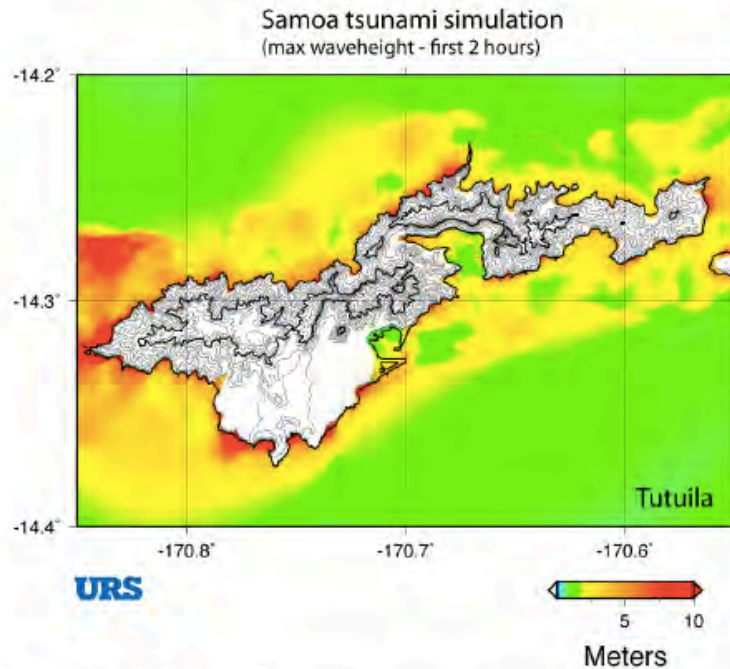 Samoa tsunami simulation
(max waveheight - first 2 hours)
-14.2°
-14.3°
-14.4°
Tutuila
-170.8°
-170.7°
-170.6°
URS
5
10
Meters